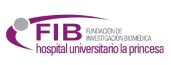 FIB FUNDACIÓN DE
INVESTIGACIÓN BIOMÉDICA
hospital universitario la princesa